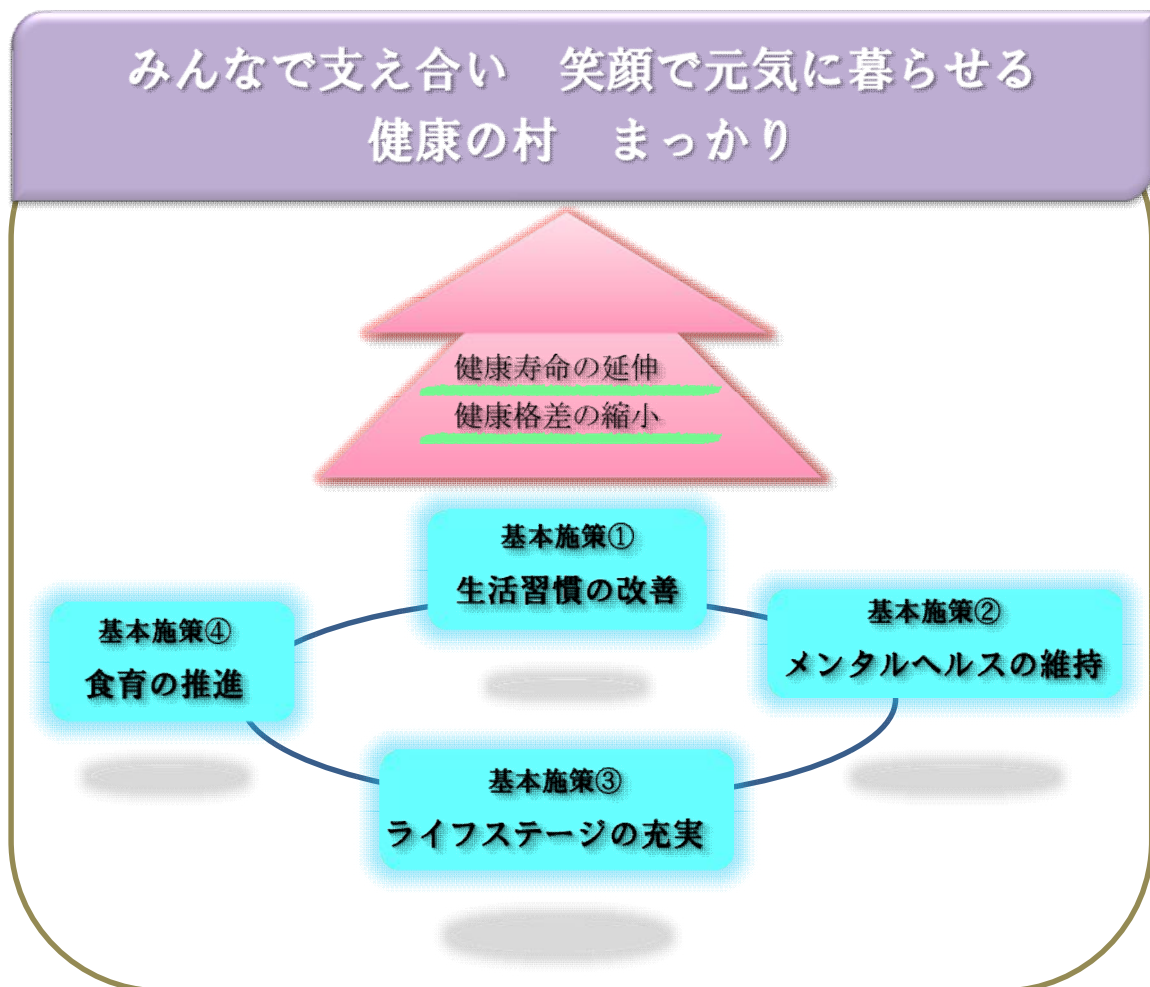 みんなで支え合い　笑顔で元気に暮らせる
健康の村　まっかり
健康寿命の延伸
健康格差の縮小
基本施策①
生活習慣の改善
基本施策②
メンタルヘルスの維持
基本施策③
ライフステージの充実
基本施策④
食育の推進